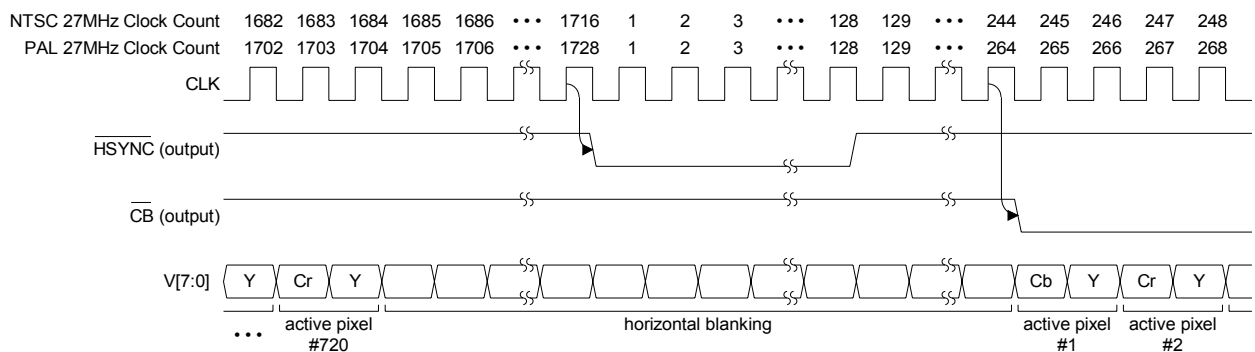 NTSC 27MHz Clock Count 1682 1683 1684 1685 1686 ••• 1716 1 2 3 ••• 128 129 ••• 244 245 246 247 248
PAL 27MHz Clock Count 1702 1703 1704 1705 1706 ••• 1728 1 2 3 ••• 128 129 ••• 264 265 266 267 268
CLK
HSYNC (output)
CB (output)
V[7:0] Y Cr Y Cb Y Cr Y
••• active pixel horizontal blanking active pixel active pixel
#720 #1 #2